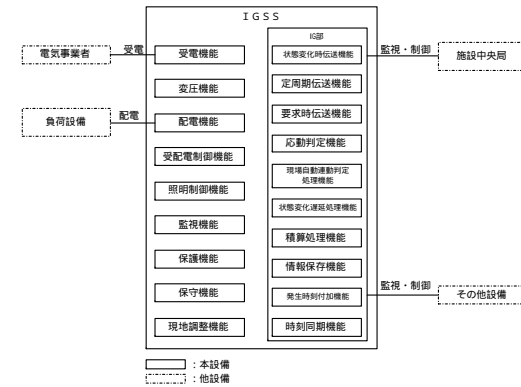 IGSS
IG部
電気事業者
受電
受電機能
状態変化時伝送機能
監視・制御
施設中央局
変圧機能
定周期伝送機能
負荷設備
配電
配電機能
要求時伝送機能
受配電制御機能
応動判定機能
照明制御機能
現場自動連動判定
処理機能
監視機能
状態変化遅延処理機能
保護機能
積算処理機能
保守機能
情報保存機能
発生時刻付加機能
監視・制御
その他設備
現地調整機能
時刻同期機能
：本設備
：他設備